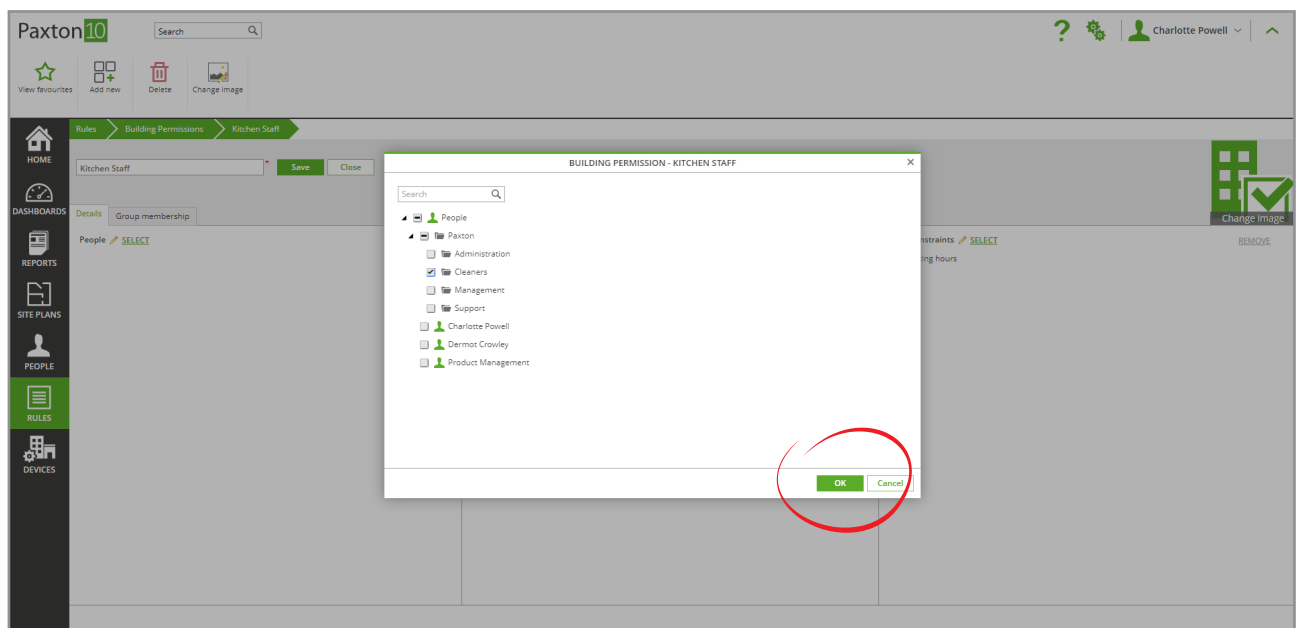 Paxton 10
Search
Charlotte Powell
View favourites
Add new
Delete
Change image
HOME
DASHBOARDS
REPORTS
SITE PLANS
PEOPLE
RULES
DEVICES
Rules
Building Permissions
Kitchen Staff
Kitchen Staff
*
Save
Close
Change image
Details
Group membership
People SELECT
nstraints SELECT
REMOVE
ing hours
BUILDING PERMISSION - KITCHEN STAFF
Search
People
Paxton
Administration
Cleaners
Management
Support
Charlotte Powell
Dermot Crowley
Product Management
OK
Cancel